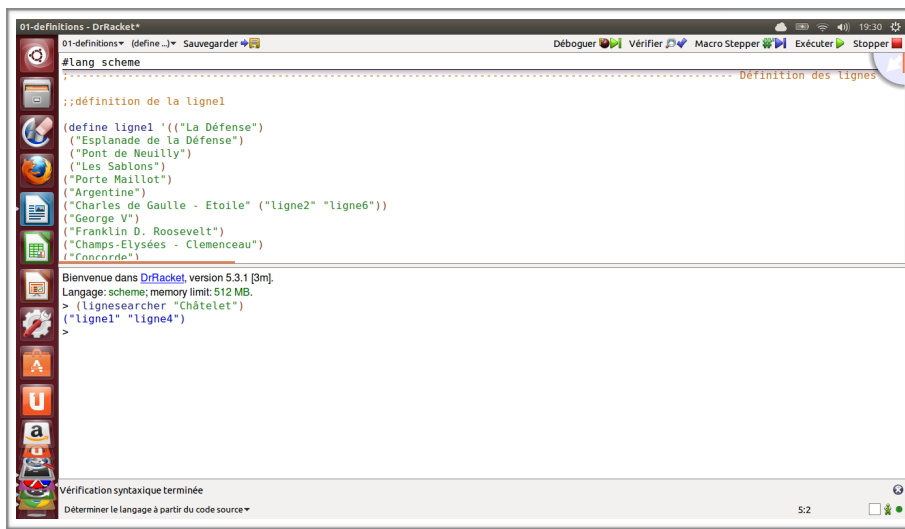 01-definitions - DrRacket*
19:30
01-definitions▾ (define ...)▾ Sauvegarder
Déboguer Vérifier Macro Stepper Exécuter Stopper
#lang scheme
;------------------------------------------------------------------------------------------------------------- Définition des lignes
;;définition de la ligne1
(define ligne1 '(("La Défense")
("Esplanade de la Défense")
("Pont de Neuilly")
("Les Sablons")
("Porte Maillot")
("Argentine")
("Charles de Gaulle - Etoile" ("ligne2" "ligne6"))
("George V")
("Franklin D. Roosevelt")
("Champs-Elysées - Clemenceau")
("Concorde")
Bienvenue dans DrRacket, version 5.3.1 [3m].
Langage: scheme; memory limit: 512 MB.
> (lignesearcher "Châtelet")
("ligne1" "ligne4")
>
Vérification syntaxique terminée
Déterminer le langage à partir du code source▾
5:2